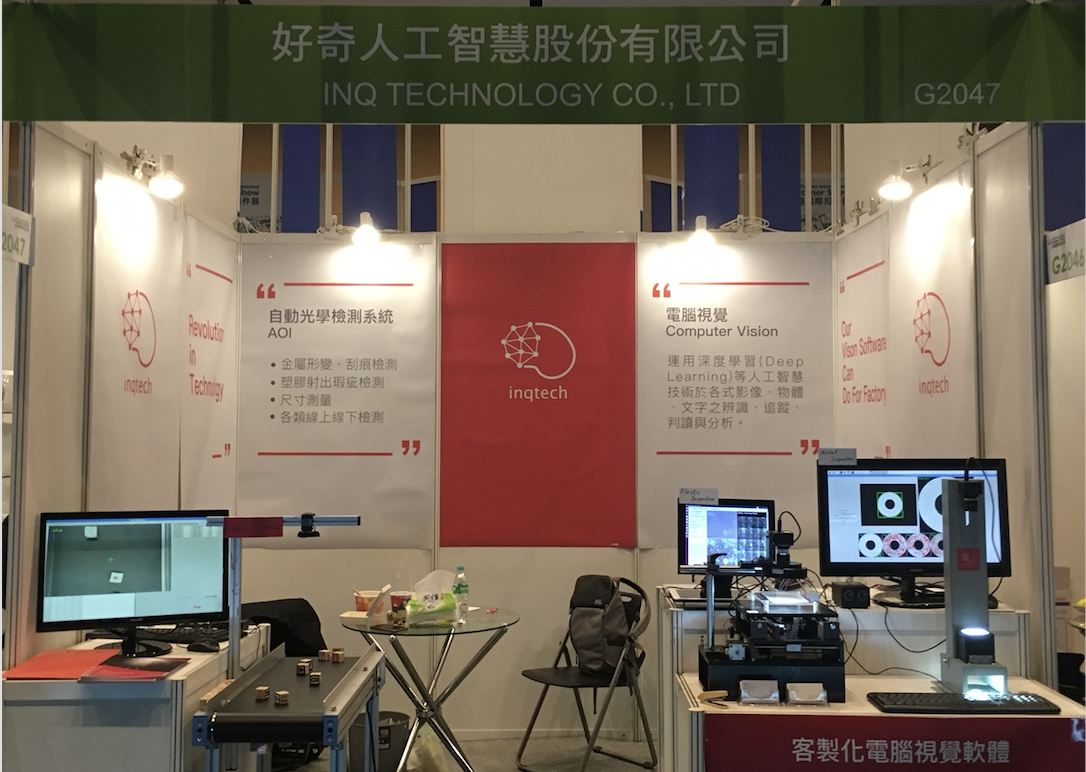 好奇人工智慧股份有限公司
INQ TECHNOLOGY CO., LTD
G2047
2047
G2046
inqtech
Revolution
in
Technology
自動光學檢測系統
AOI
• 金屬形變、刮痕檢測
• 塑膠射出瑕疵檢測
• 尺寸測量
• 各類線上線下檢測
inqtech
電腦視覺
Computer Vision
運用深度學習(Deep
Learning)等人工智慧
技術於各式影像、物體
、文字之辨識、追蹤、
判讀與分析。
Our
Vison Software
Can
Do For Factory
inqtech
Metal
Inspection
Plastic
Inspection
客製化電腦視覺軟體